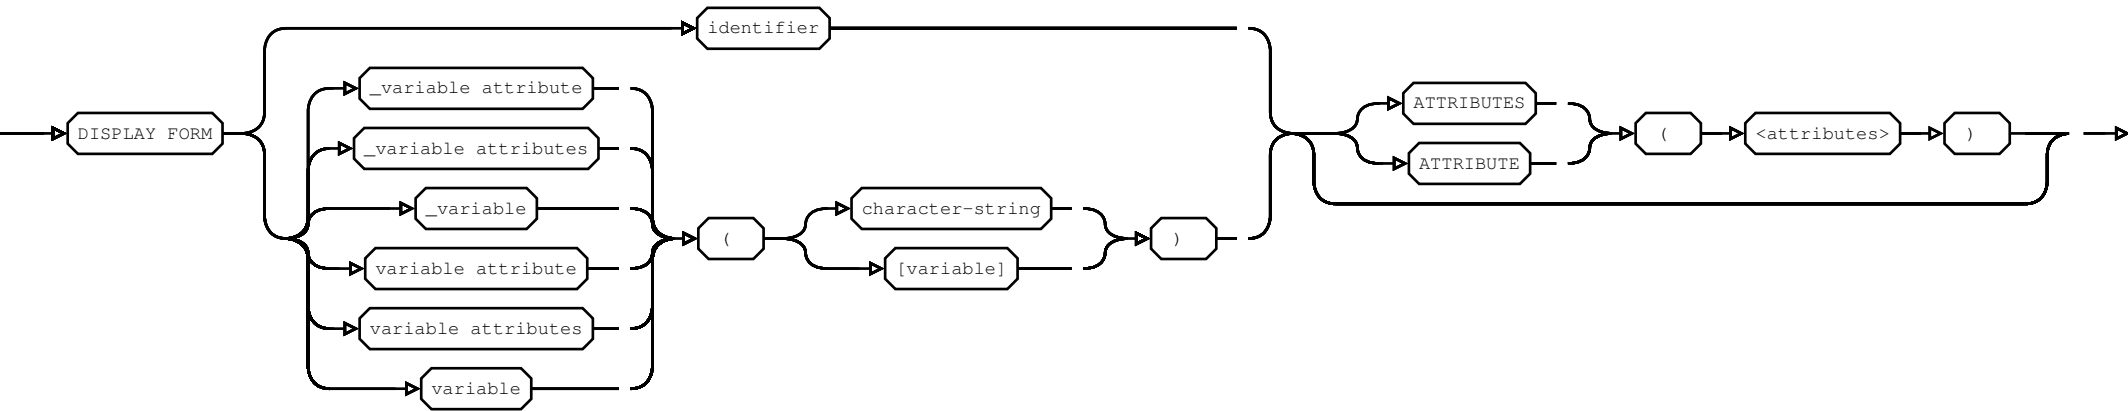 identifier
_variable attribute
ATTRIBUTES
DISPLAY FORM
( <attributes> )
_variable attributes
ATTRIBUTE
_variable
character-string
( )
variable attribute
[variable]
variable attributes
variable